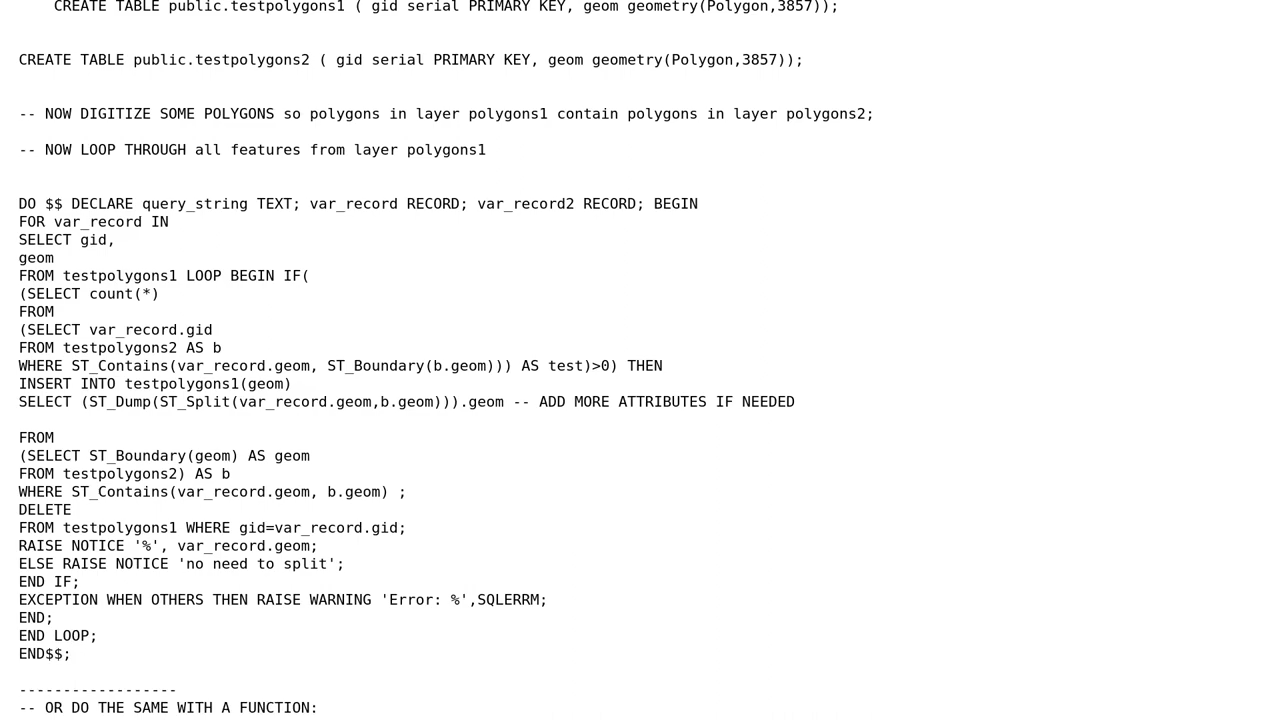 CREATE TABLE public.testpolygons1 ( gid serial PRIMARY KEY, geom geometry(Polygon,3857));
CREATE TABLE public.testpolygons2 ( gid serial PRIMARY KEY, geom geometry(Polygon,3857));
-- NOW DIGITIZE SOME POLYGONS so polygons in layer polygons1 contain polygons in layer polygons2;
-- NOW LOOP THROUGH all features from layer polygons1
DO $$ DECLARE query_string TEXT; var_record RECORD; var_record2 RECORD; BEGIN
FOR var_record IN
SELECT gid,
geom
FROM testpolygons1 LOOP BEGIN IF(
(SELECT count(*)
FROM
(SELECT var_record.gid
FROM testpolygons2 AS b
WHERE ST_Contains(var_record.geom, ST_Boundary(b.geom))) AS test)>0) THEN
INSERT INTO testpolygons1(geom)
SELECT (ST_Dump(ST_Split(var_record.geom,b.geom))).geom -- ADD MORE ATTRIBUTES IF NEEDED
FROM
(SELECT ST_Boundary(geom) AS geom
FROM testpolygons2) AS b
WHERE ST_Contains(var_record.geom, b.geom) ;
DELETE
FROM testpolygons1 WHERE gid=var_record.gid;
RAISE NOTICE '%', var_record.geom;
ELSE RAISE NOTICE 'no need to split';
END IF;
EXCEPTION WHEN OTHERS THEN RAISE WARNING 'Error: %',SQLERRM;
END;
END LOOP;
END$$;
------------------
-- OR DO THE SAME WITH A FUNCTION: